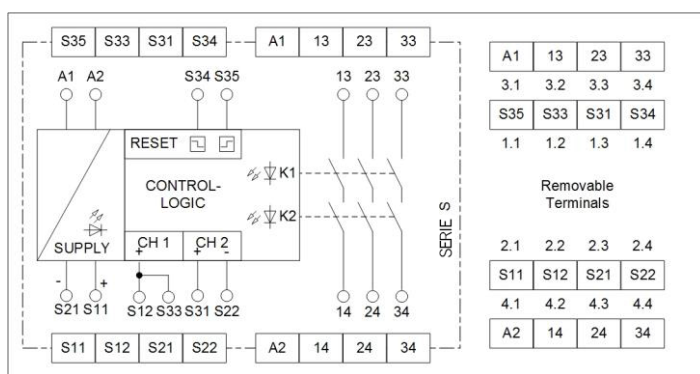 S35 S33 S31 S34 A1 13 23 33
A1 A2 S34 S35 13 23 33
RESET
K1
CONTROL-
LOGIC
K2
SUPPLY
CH 1 CH 2
+ + -
- +
S21 S11 S12 S33 S31 S22 14 24 34
S11 S12 S21 S22 A2 14 24 34
SERIE S
A1 13 23 33
3.1 3.2 3.3 3.4
S35 S33 S31 S34
1.1 1.2 1.3 1.4
Removable
Terminals
2.1 2.2 2.3 2.4
S11 S12 S21 S22
4.1 4.2 4.3 4.4
A2 14 24 34